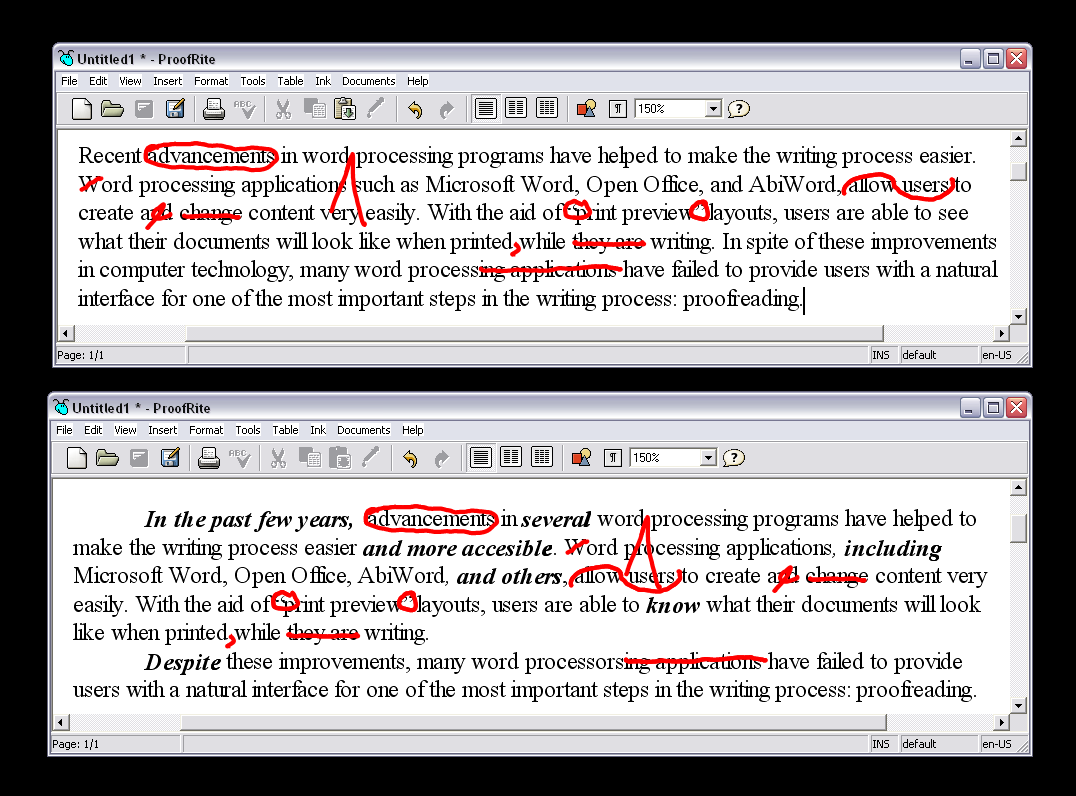 Untitled1 * - ProofRite
File Edit View Insert Format Tools Table Ink Documents Help
ABC ¶ 150% ?
Recent advancements in word processing programs have helped to make the writing process easier.
Word processing applications such as Microsoft Word, Open Office, and AbiWord, allow users to
create and change content very easily. With the aid of “print preview” layouts, users are able to see
what their documents will look like when printed, while they are writing. In spite of these improvements
in computer technology, many word processing applications have failed to provide users with a natural
interface for one of the most important steps in the writing process: proofreading.
Page: 1/1 INS default en-US
Untitled1 * - ProofRite
File Edit View Insert Format Tools Table Ink Documents Help
ABC ¶ 150% ?
In the past few years, advancements in several word processing programs have helped to
make the writing process easier and more accesible. Word processing applications, including
Microsoft Word, Open Office, AbiWord, and others, allow users to create and change content very
easily. With the aid of “print preview” layouts, users are able to know what their documents will look
like when printed, while they are writing.
Despite these improvements, many word processorsing applications have failed to provide
users with a natural interface for one of the most important steps in the writing process: proofreading.
Page: 1/1 INS default en-US